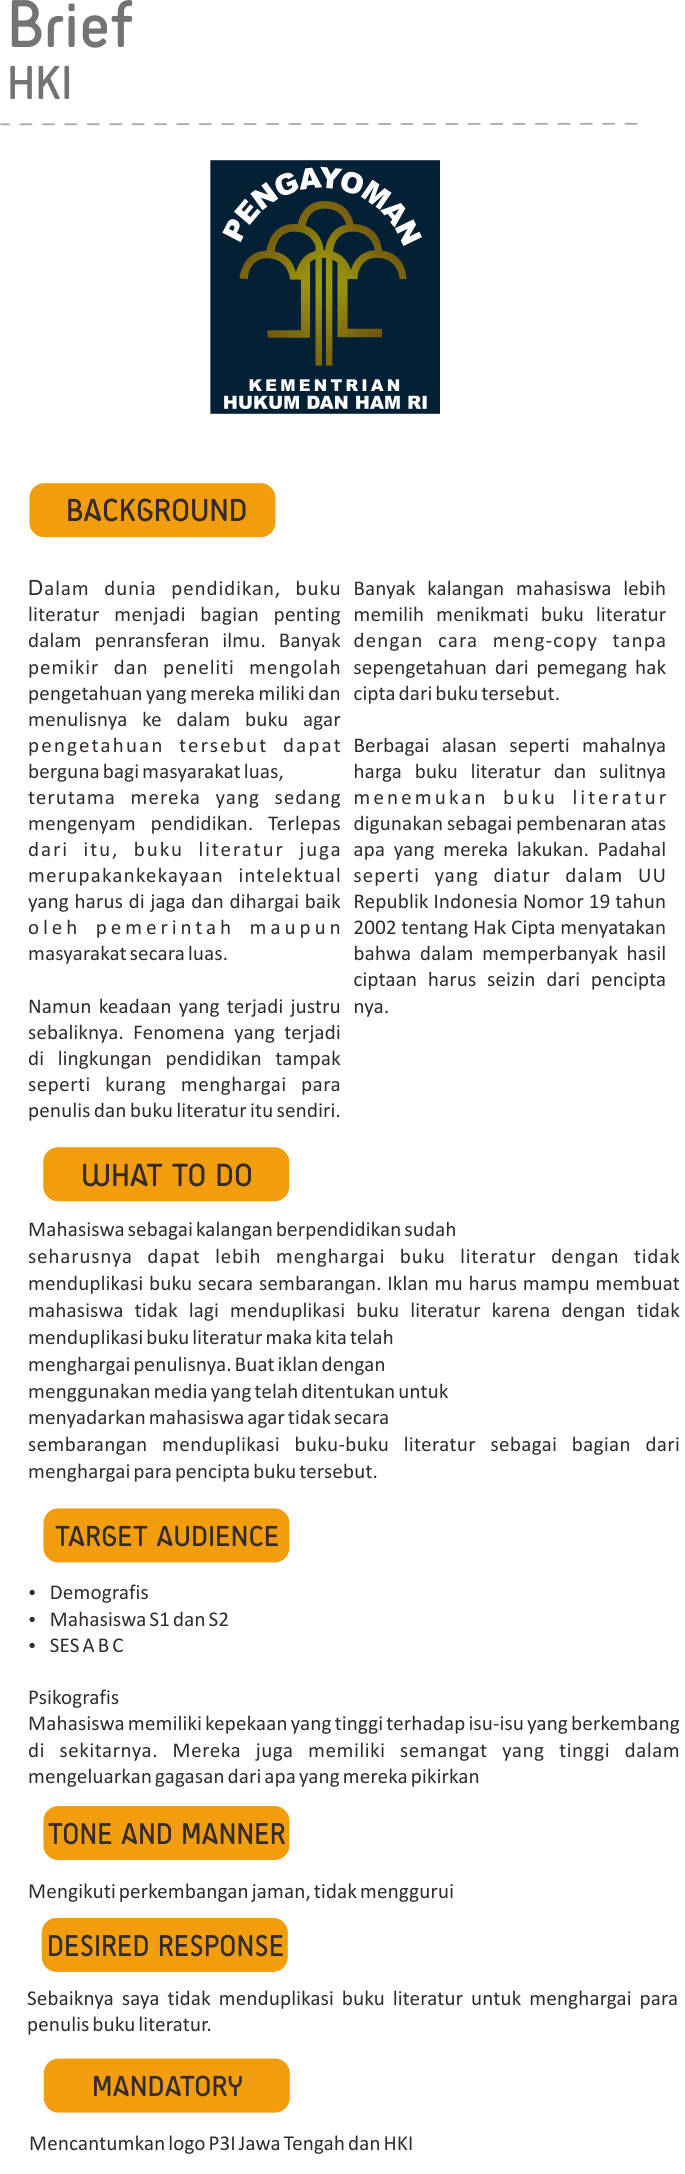 Brief
HKI
PENGAYOMAN
KEMENTRIAN
HUKUM DAN HAM RI
BACKGROUND
Dalam dunia pendidikan, buku
literatur menjadi bagian penting
dalam penransferan ilmu. Banyak
pemikir dan peneliti mengolah
pengetahuan yang mereka miliki dan
menulisnya ke dalam buku agar
pengetahuan tersebut dapat
berguna bagi masyarakat luas,
terutama mereka yang sedang
mengenyam pendidikan. Terlepas
dari itu, buku literatur juga
merupakankekayaan intelektual
yang harus di jaga dan dihargai baik
oleh pemerintah maupun
masyarakat secara luas.
Namun keadaan yang terjadi justru
sebaliknya. Fenomena yang terjadi
di lingkungan pendidikan tampak
seperti kurang menghargai para
penulis dan buku literatur itu sendiri.
Banyak kalangan mahasiswa lebih
memilih menikmati buku literatur
dengan cara meng-copy tanpa
sepengetahuan dari pemegang hak
cipta dari buku tersebut.
Berbagai alasan seperti mahalnya
harga buku literatur dan sulitnya
menemukan buku literatur
digunakan sebagai pembenaran atas
apa yang mereka lakukan. Padahal
seperti yang diatur dalam UU
Republik Indonesia Nomor 19 tahun
2002 tentang Hak Cipta menyatakan
bahwa dalam memperbanyak hasil
ciptaan harus seizin dari pencipta
nya.
WHAT TO DO
Mahasiswa sebagai kalangan berpendidikan sudah
seharusnya dapat lebih menghargai buku literatur dengan tidak
menduplikasi buku secara sembarangan. Iklan mu harus mampu membuat
mahasiswa tidak lagi menduplikasi buku literatur karena dengan tidak
menduplikasi buku literatur maka kita telah
menghargai penulisnya. Buat iklan dengan
menggunakan media yang telah ditentukan untuk
menyadarkan mahasiswa agar tidak secara
sembarangan menduplikasi buku-buku literatur sebagai bagian dari
menghargai para pencipta buku tersebut.
TARGET AUDIENCE
• Demografis
• Mahasiswa S1 dan S2
• SES A B C
Psikografis
Mahasiswa memiliki kepekaan yang tinggi terhadap isu-isu yang berkembang
di sekitarnya. Mereka juga memiliki semangat yang tinggi dalam
mengeluarkan gagasan dari apa yang mereka pikirkan
TONE AND MANNER
Mengikuti perkembangan jaman, tidak menggurui
DESIRED RESPONSE
Sebaiknya saya tidak menduplikasi buku literatur untuk menghargai para
penulis buku literatur.
MANDATORY
Mencantumkan logo P3I Jawa Tengah dan HKI